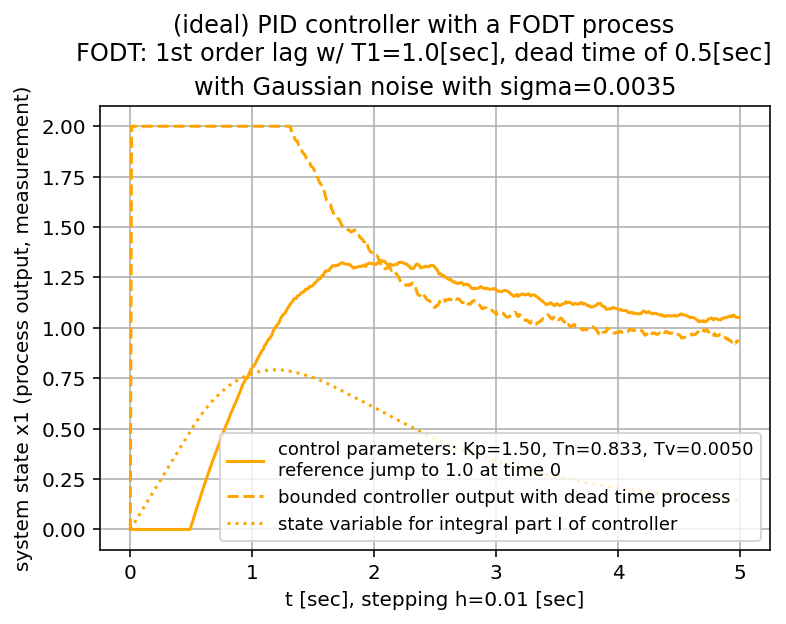 (ideal) PID controller with a FODT process
FODT: 1st order lag w/ T1=1.0[sec], dead time of 0.5[sec]
with Gaussian noise with sigma=0.0035
system state x1 (process output, measurement)
2.00
1.75
1.50
1.25
1.00
0.75
0.50
0.25
0.00
control parameters: Kp=1.50, Tn=0.833, Tv=0.0050
reference jump to 1.0 at time 0
bounded controller output with dead time process
state variable for integral part I of controller
0 1 2 3 4 5
t [sec], stepping h=0.01 [sec]